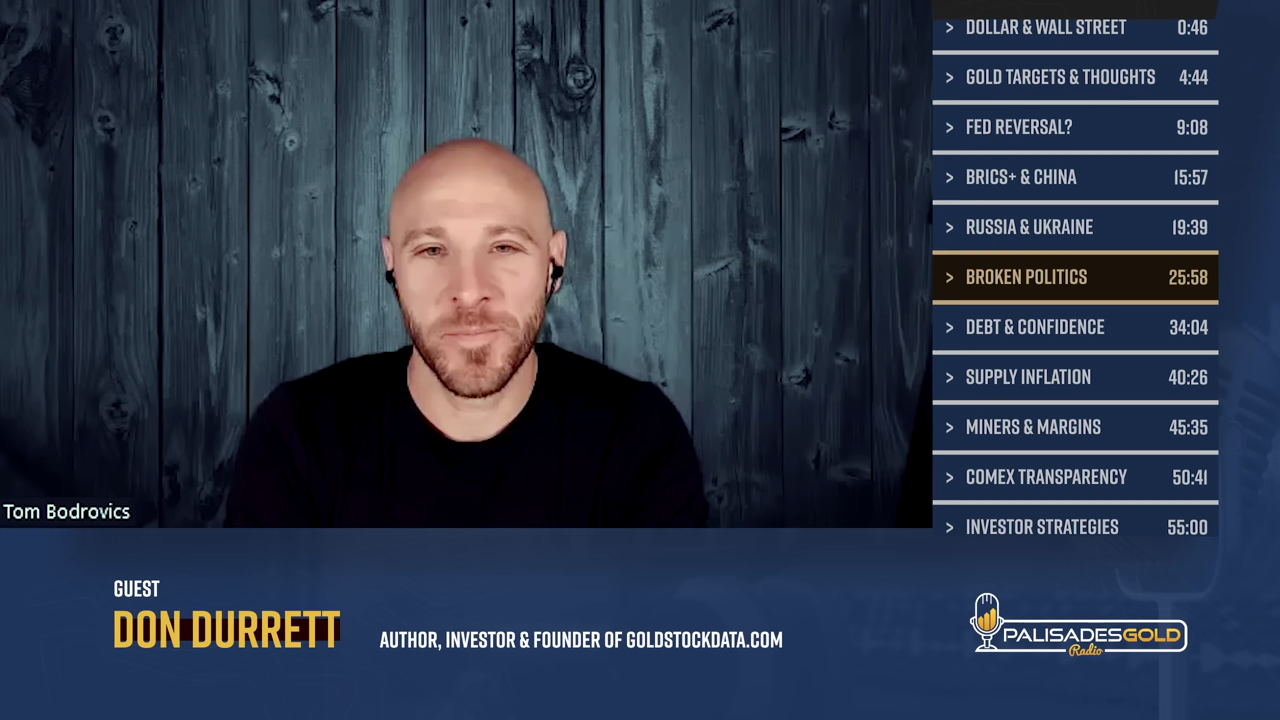 DOLLAR & WALL STREET 0:46
GOLD TARGETS & THOUGHTS 4:44
FED REVERSAL? 9:08
BRICS+ & CHINA 15:57
RUSSIA & UKRAINE 19:39
BROKEN POLITICS 25:58
DEBT & CONFIDENCE 34:04
SUPPLY INFLATION 40:26
MINERS & MARGINS 45:35
COMEX TRANSPARENCY 50:41
INVESTOR STRATEGIES 55:00
Tom Bodrovics
GUEST
DON DURRETT
AUTHOR, INVESTOR & FOUNDER OF GOLDSTOCKDATA.COM
PALISADESGOLD
Radio